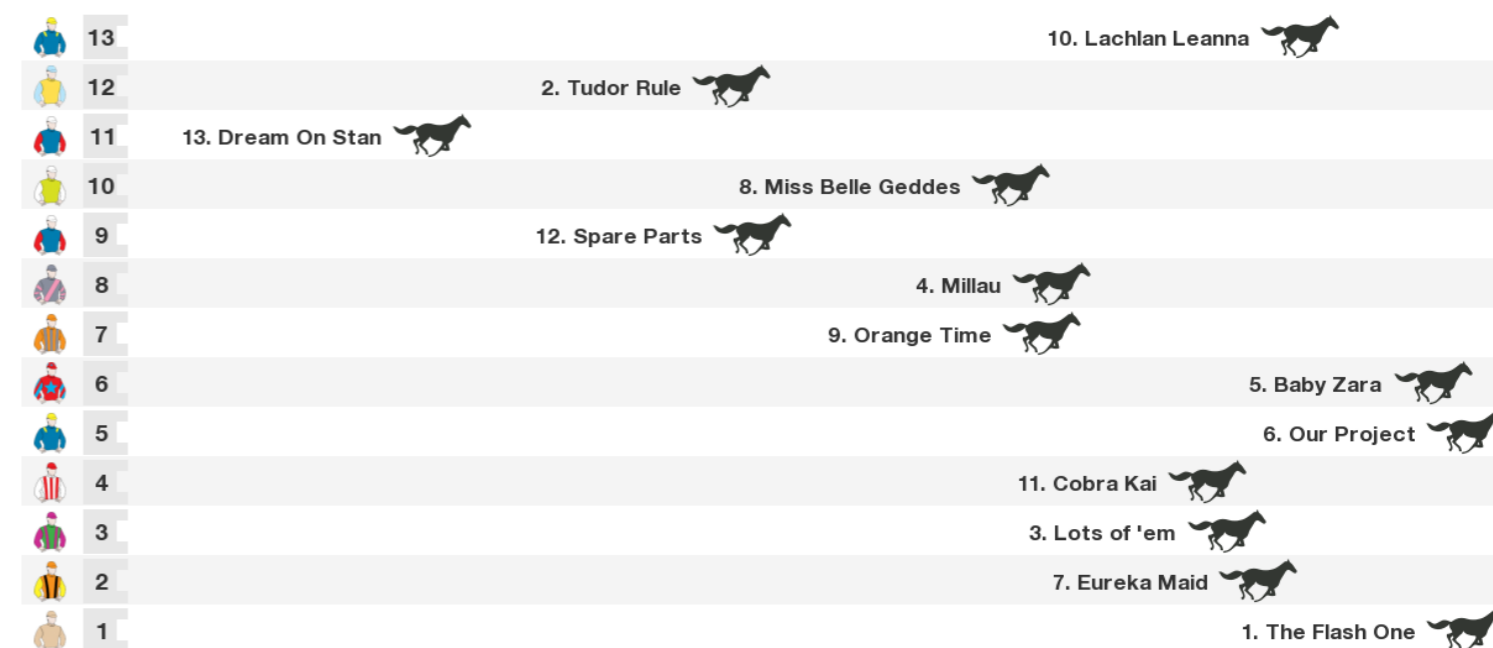 13 10. Lachlan Leanna
12 2. Tudor Rule
11 13. Dream On Stan
10 8. Miss Belle Geddes
9 12. Spare Parts
8 4. Millau
7 9. Orange Time
6 5. Baby Zara
5 6. Our Project
4 11. Cobra Kai
3 3. Lots of 'em
2 7. Eureka Maid
1 1. The Flash One